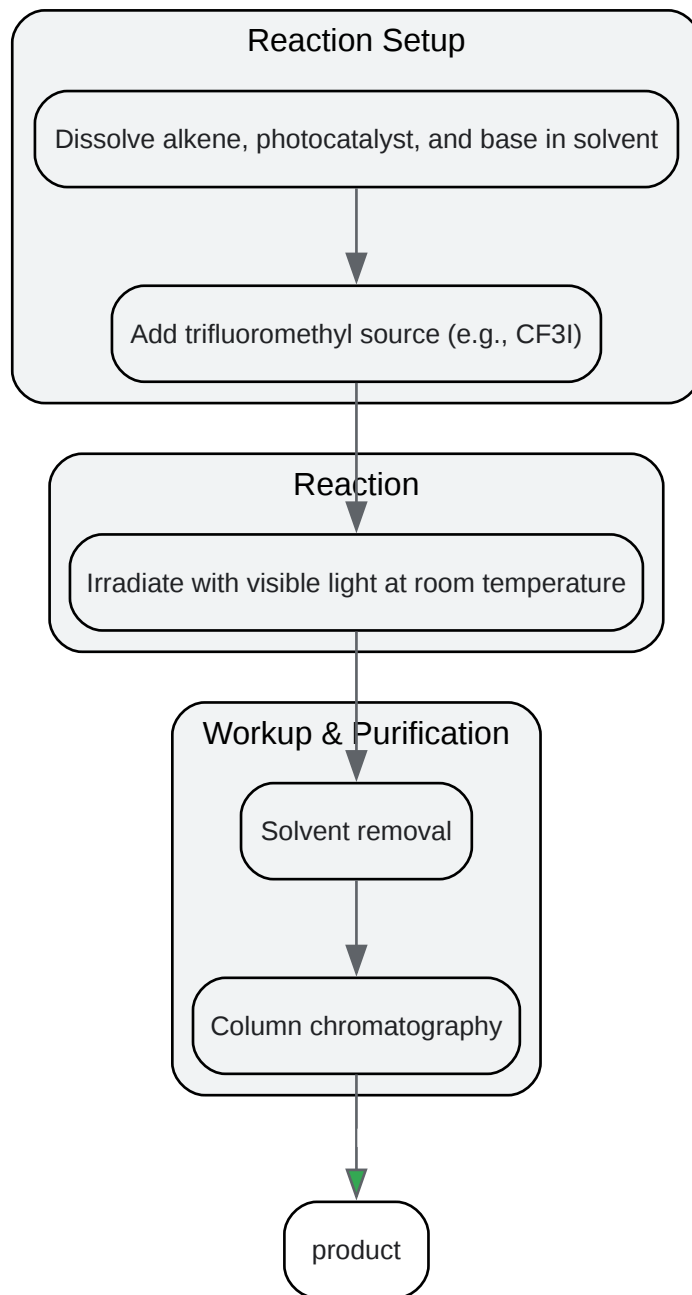 Reaction Setup
Dissolve alkene, photocatalyst, and base in solvent
Add trifluoromethyl source (e.g., CF3I)
Reaction
Irradiate with visible light at room temperature
Workup & Purification
Solvent removal
Column chromatography
product